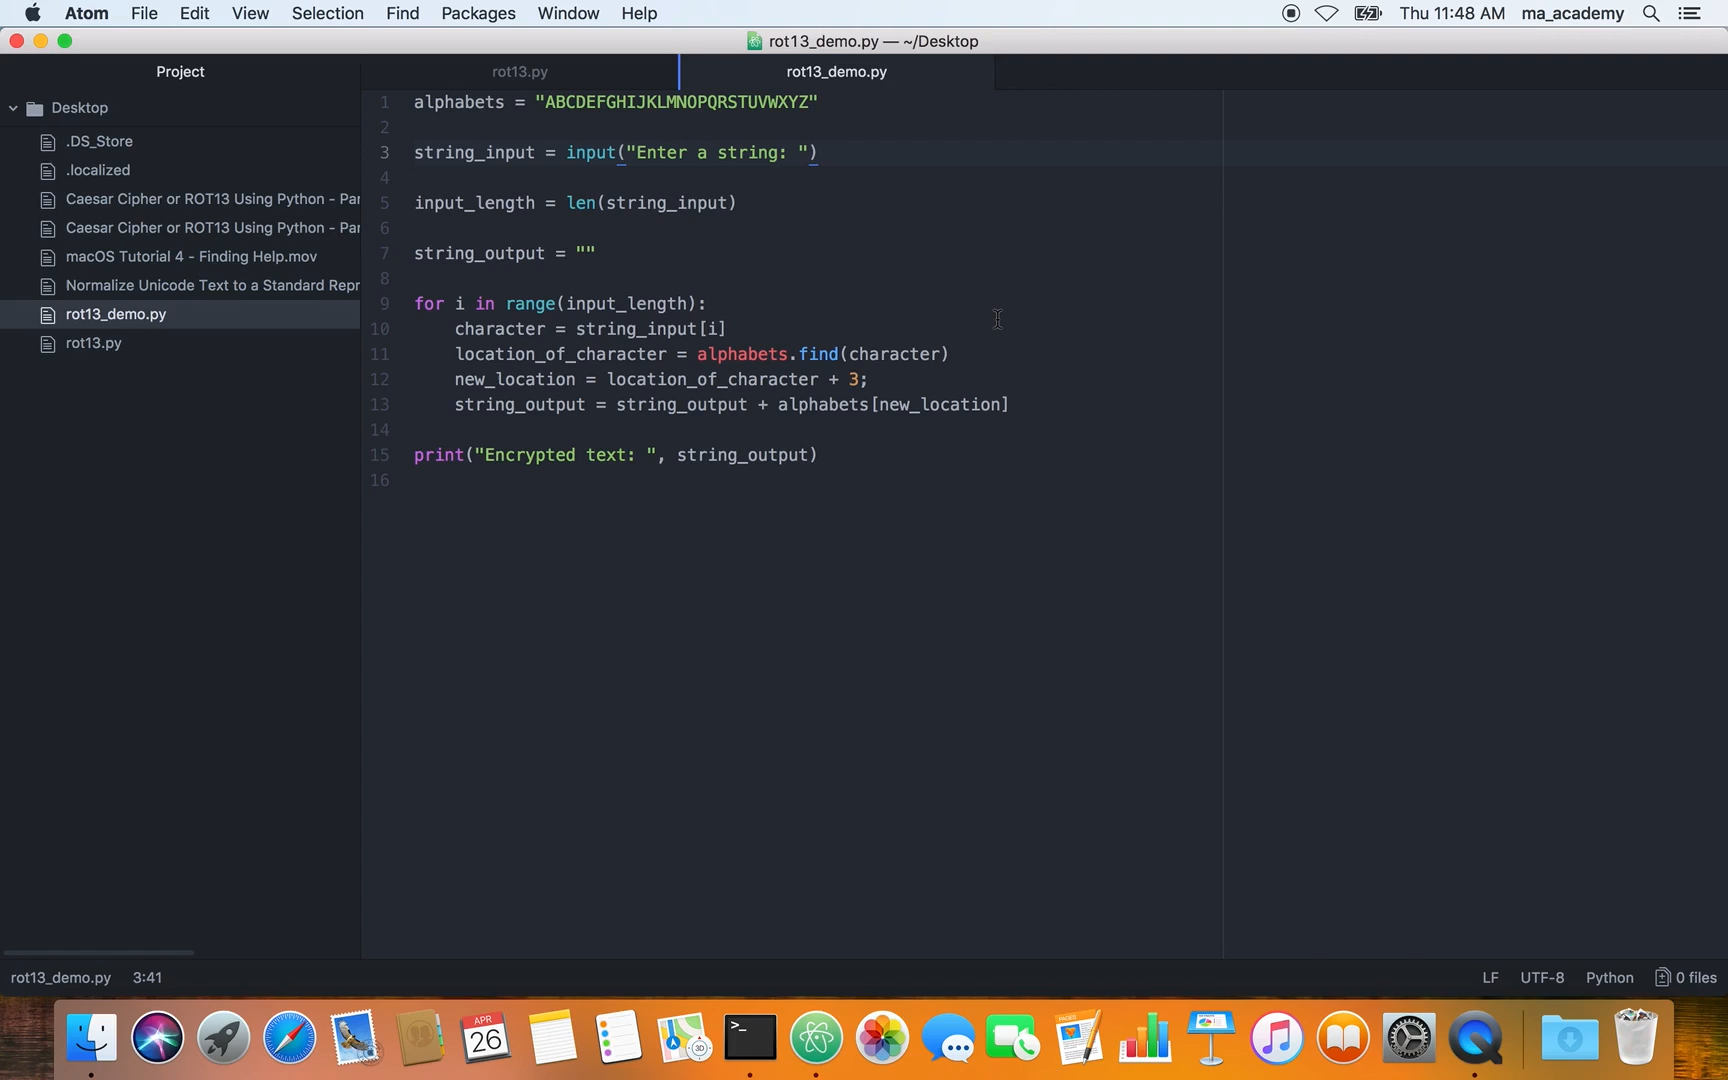 Atom File Edit View Selection Find Packages Window Help Thu 11:48 AM ma_academy
rot13_demo.py — ~/Desktop
Project rot13.py rot13_demo.py
Desktop
.DS_Store
.localized
Caesar Cipher or ROT13 Using Python - Par
Caesar Cipher or ROT13 Using Python - Par
macOS Tutorial 4 - Finding Help.mov
Normalize Unicode Text to a Standard Repr
rot13_demo.py
rot13.py
1 alphabets = "ABCDEFGHIJKLMNOPQRSTUVWXYZ"
2
3 string_input = input("Enter a string: ")
4
5 input_length = len(string_input)
6
7 string_output = ""
8
9 for i in range(input_length):
10 character = string_input[i]
11 location_of_character = alphabets.find(character)
12 new_location = location_of_character + 3;
13 string_output = string_output + alphabets[new_location]
14
15 print("Encrypted text: ", string_output)
16
rot13_demo.py 3:41 LF UTF-8 Python 0 files
APR
26
3D
>_
PAGES